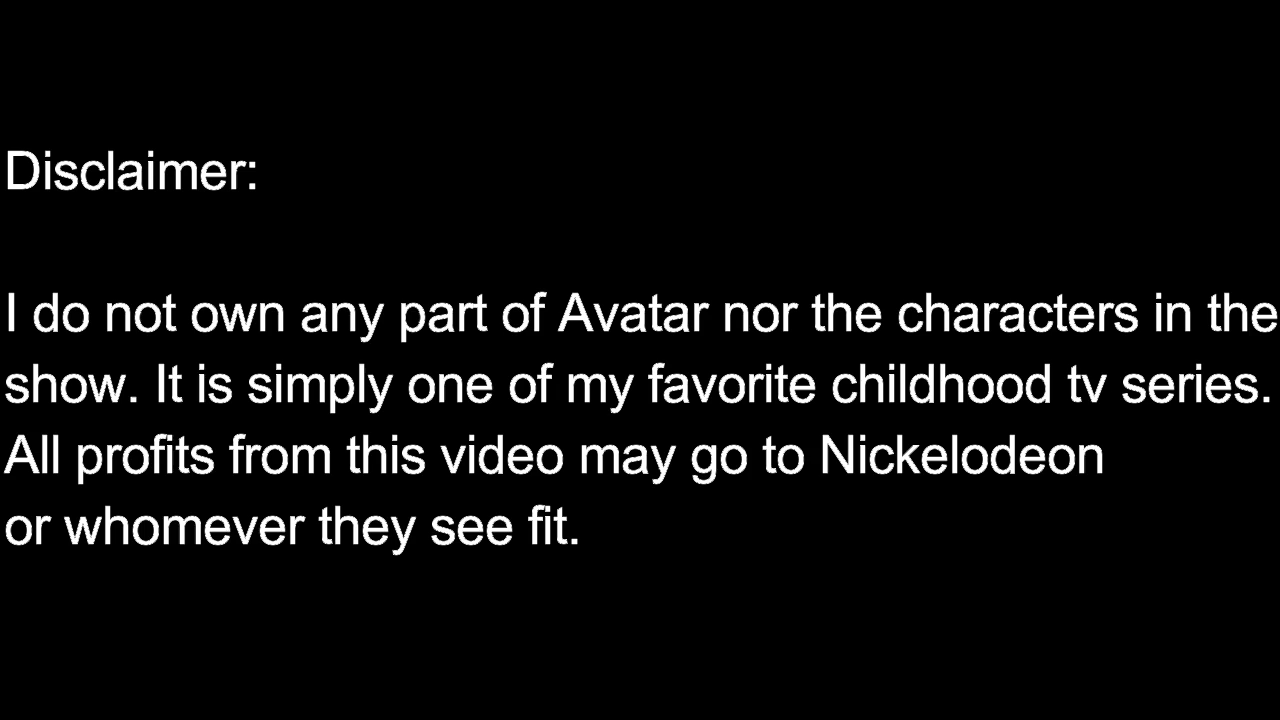 Disclaimer:
I do not own any part of Avatar nor the characters in the
show. It is simply one of my favorite childhood tv series.
All profits from this video may go to Nickelodeon
or whomever they see fit.